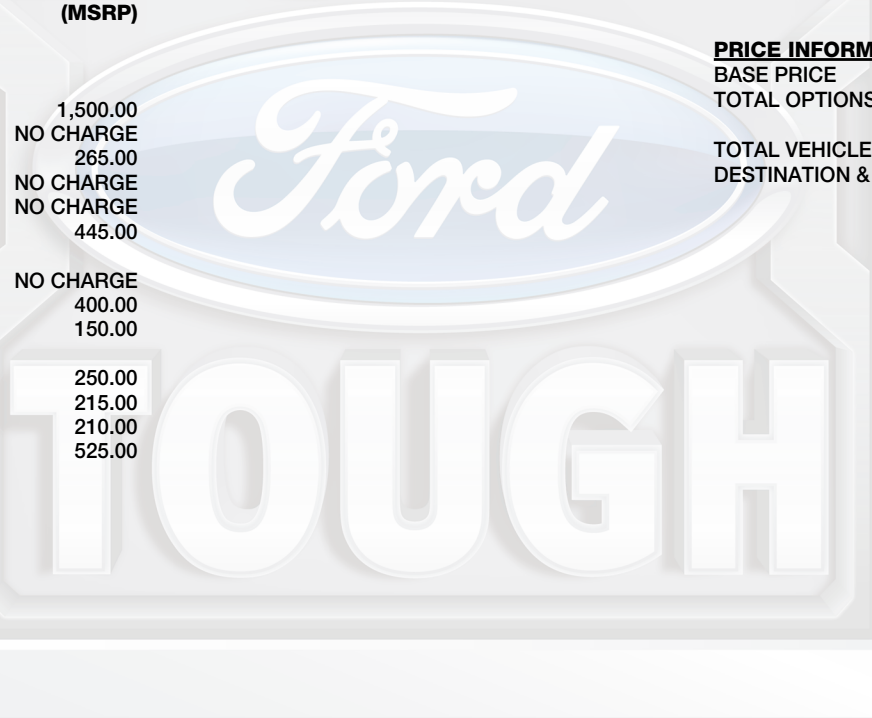 (MSRP)
1,500.00
NO CHARGE
265.00
NO CHARGE
NO CHARGE
445.00
NO CHARGE
400.00
150.00
250.00
215.00
210.00
525.00
PRICE INFORM
BASE PRICE
TOTAL OPTIONS
TOTAL VEHICLE
DESTINATION &
Ford
TOUGH